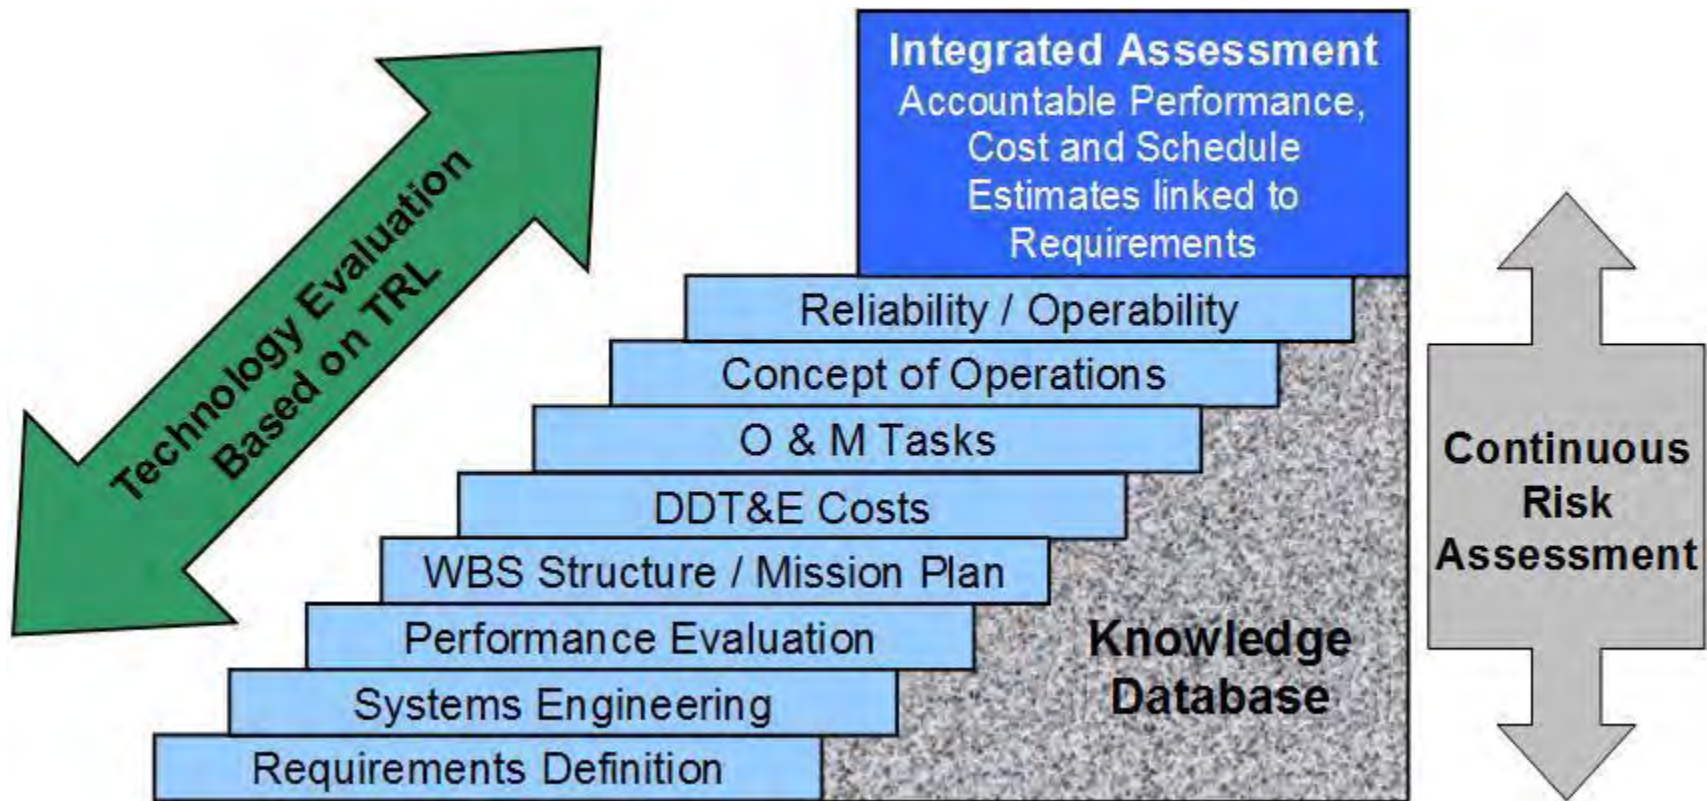 Technology Evaluation
Based on TRL
Integrated Assessment
Accountable Performance,
Cost and Schedule
Estimates linked to
Requirements
Reliability / Operability
Concept of Operations
O & M Tasks
DDT&E Costs
WBS Structure / Mission Plan
Performance Evaluation
Systems Engineering
Requirements Definition
Knowledge
Database
Continuous
Risk
Assessment